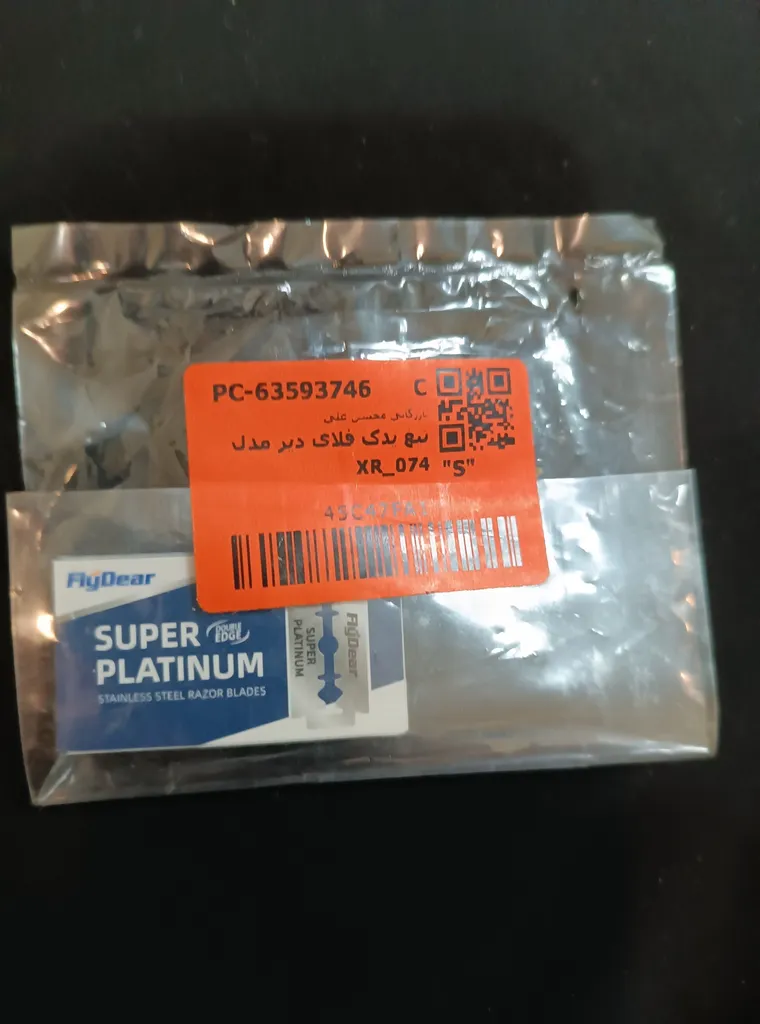 PC-63593746 C
بازرگانی محسن علی
تیغ یدک فلای دیر مدل
XR_074 "S"
FlyDear
SUPER
DOUBLE
EDGE
PLATINUM
STAINLESS STEEL RAZOR BLADES
FlyDear
SUPER
PLATINUM